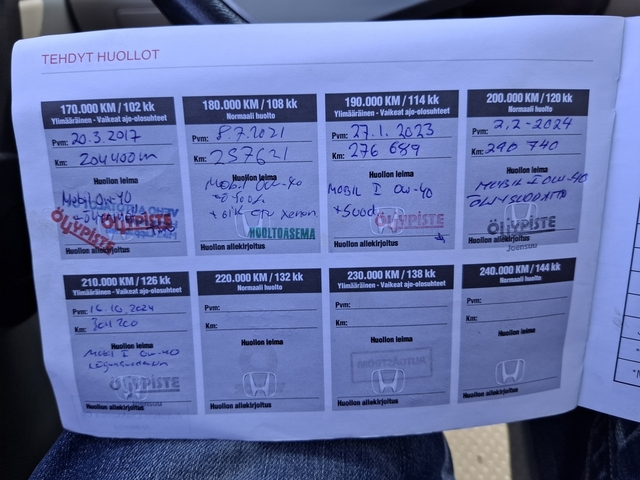 TEHDYT HUOLLOT
170.000 KM / 102 kk
Ylimääräinen - Vaikeat ajo-olosuhteet
Pvm: 20.3.2017
Km: 204400
Huollon leima
Mobil 0W-40
ÖLJYPISTE
ÖLJYPISTE
Huollon allekirjoitus
180.000 KM / 108 kk
Normaali huolto
Pvm: 8.7.2021
Km: 257621
Huollon leima
Mobil 0W-40
HUOLTOASEMA
Huollon allekirjoitus
190.000 KM / 114 kk
Ylimääräinen - Vaikeat ajo-olosuhteet
Pvm: 27.1.2023
Km: 276 689
Huollon leima
MOBIL 1 0W-40
+ Suod.
ÖLJYPISTE
Huollon allekirjoitus
200.000 KM / 120 kk
Normaali huolto
Pvm: 2.2-2024
Km: 290 740
Huollon leima
MOBIL 1 0W-40
ÖLJYPISTE
Joensuu
Huollon allekirjoitus
210.000 KM / 126 kk
Ylimääräinen - Vaikeat ajo-olosuhteet
Pvm: 16.10.2024
Km: 301200
Huollon leima
Mobil 1 0W-40
ÖLJYPISTE
Joensuu
Huollon allekirjoitus
220.000 KM / 132 kk
Normaali huolto
Pvm:
Km:
Huollon leima
Huollon allekirjoitus
230.000 KM / 138 kk
Ylimääräinen - Vaikeat ajo-olosuhteet
Pvm:
Km:
Huollon leima
Huollon allekirjoitus
240.000 KM / 144 kk
Normaali huolto
Pvm:
Km:
Huollon leima
Huollon allekirjoitus